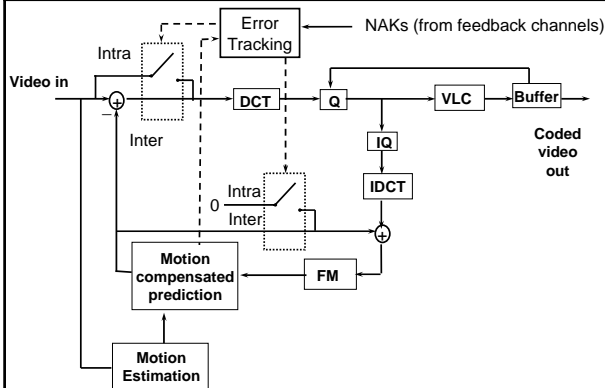 Error
Tracking
NAKs (from feedback channels)
Intra
Video in
+
−
Inter
DCT
Q
VLC
Buffer
Coded
video
out
IQ
IDCT
Intra
0
Inter
+
Motion
compensated
prediction
FM
Motion
Estimation